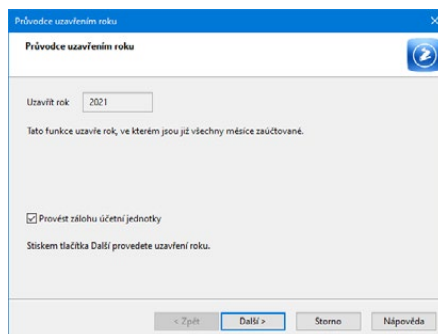 Průvodce uzavřením roku
Průvodce uzavřením roku
Uzavřít rok 2021
Tato funkce uzavře rok, ve kterém jsou již všechny měsíce zaúčtované.
Provést zálohu účetní jednotky
Stiskem tlačítka Další provedete uzavření roku.
< Zpět Další > Storno Nápověda